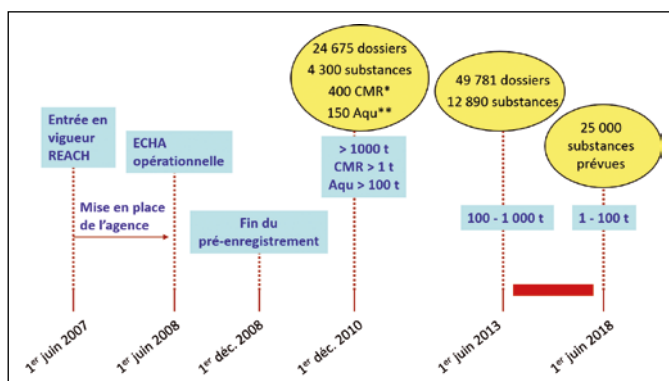 24 675 dossiers
4 300 substances
400 CMR*
150 Aqu**
49 781 dossiers
12 890 substances
25 000
substances
prévues
Entrée en
vigueur
REACH
ECHA
opérationnelle
> 1000 t
CMR > 1 t
Aqu > 100 t
Mise en place
de l'agence
Fin du
pré-enregistrement
100 - 1 000 t
1 - 100 t
1er juin 2007
1er juin 2008
1er déc. 2008
1er déc. 2010
1er juin 2013
1er juin 2018